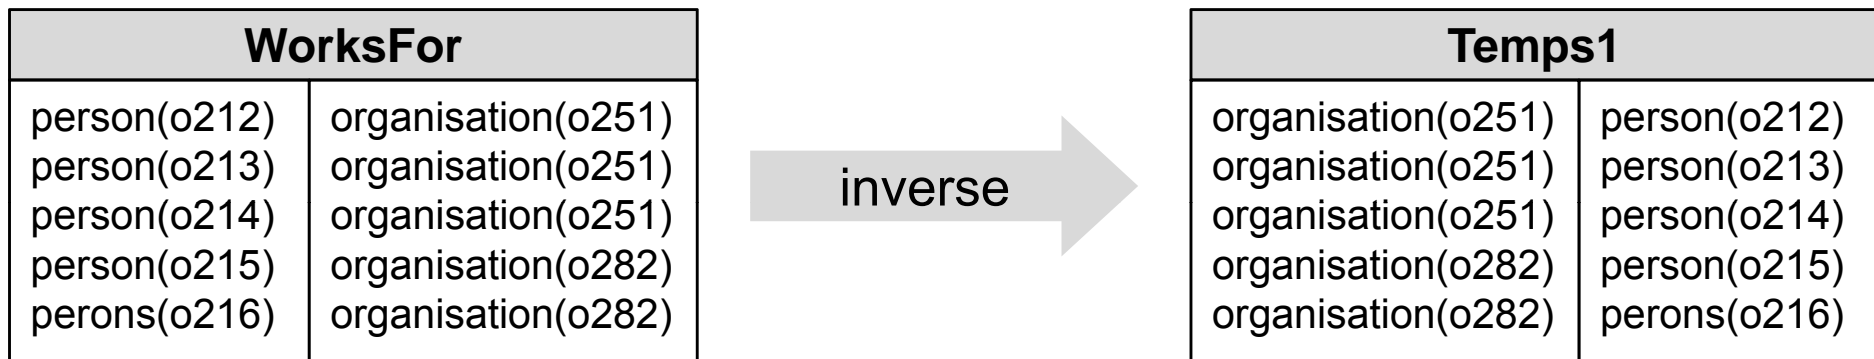 WorksFor
person(o212) organisation(o251)
person(o213) organisation(o251)
person(o214) organisation(o251)
person(o215) organisation(o282)
perons(o216) organisation(o282)
inverse
Temps1
organisation(o251) person(o212)
organisation(o251) person(o213)
organisation(o251) person(o214)
organisation(o282) person(o215)
organisation(o282) perons(o216)